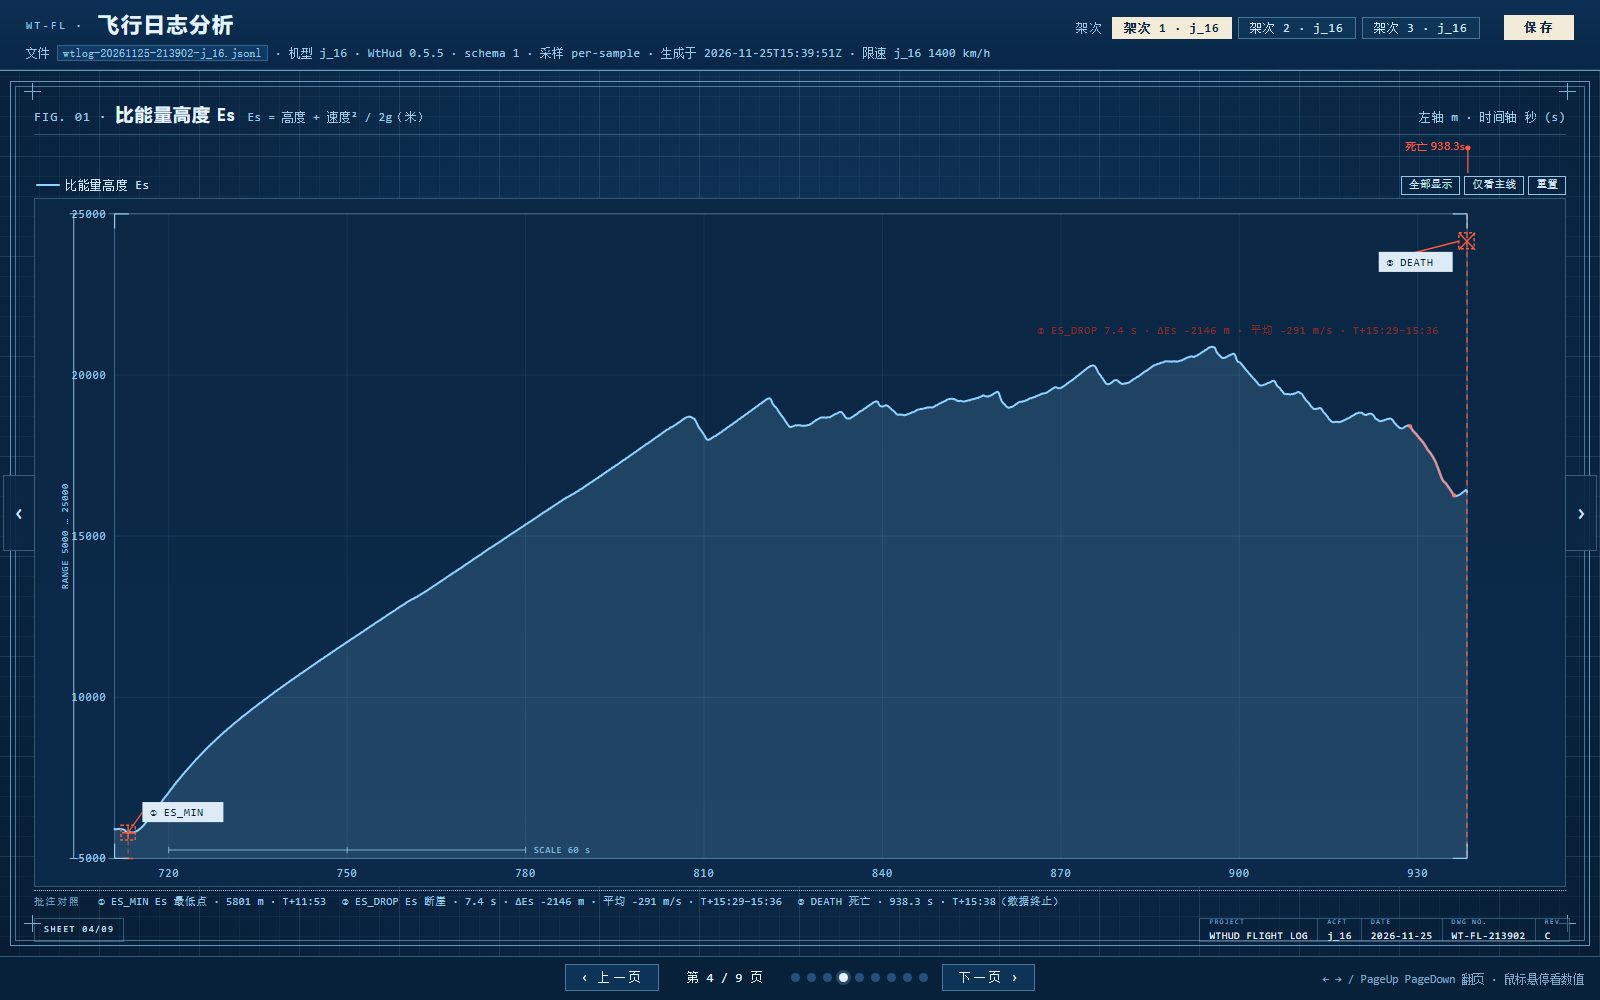 WT-FL · 飞行日志分析
架次 架次 1 · j_16 架次 2 · j_16 架次 3 · j_16 保存
文件 wtlog-20261125-213902-j_16.jsonl · 机型 j_16 · WtHud 0.5.5 · schema 1 · 采样 per-sample · 生成于 2026-11-25T15:39:51Z · 限速 j_16 1400 km/h
FIG. 01 · 比能量高度 Es Es = 高度 + 速度² / 2g（米）
左轴 m · 时间轴 秒 (s)
死亡 938.3s
比能量高度 Es
全部显示 仅看主线 重置
25000
① DEATH
② ES_DROP 7.4 s · ΔEs -2146 m · 平均 -291 m/s · T+15:29-15:36
20000
RANGE 5000 … 25000
15000
10000
① ES_MIN
SCALE 60 s
5000
720 750 780 810 840 870 900 930
批注对照 ① ES_MIN Es 最低点 · 5801 m · T+11:53 ② ES_DROP Es 断崖 · 7.4 s · ΔEs -2146 m · 平均 -291 m/s · T+15:29-15:36 ③ DEATH 死亡 · 938.3 s · T+15:38（数据终止）
SHEET 04/09
PROJECT ACFT DATE DWG NO. REV
WTHUD FLIGHT LOG j_16 2026-11-25 WT-FL-213902 C
‹ 上一页 第 4 / 9 页 下一页 ›
← → / PageUp PageDown 翻页 · 鼠标悬停看数值
‹
›